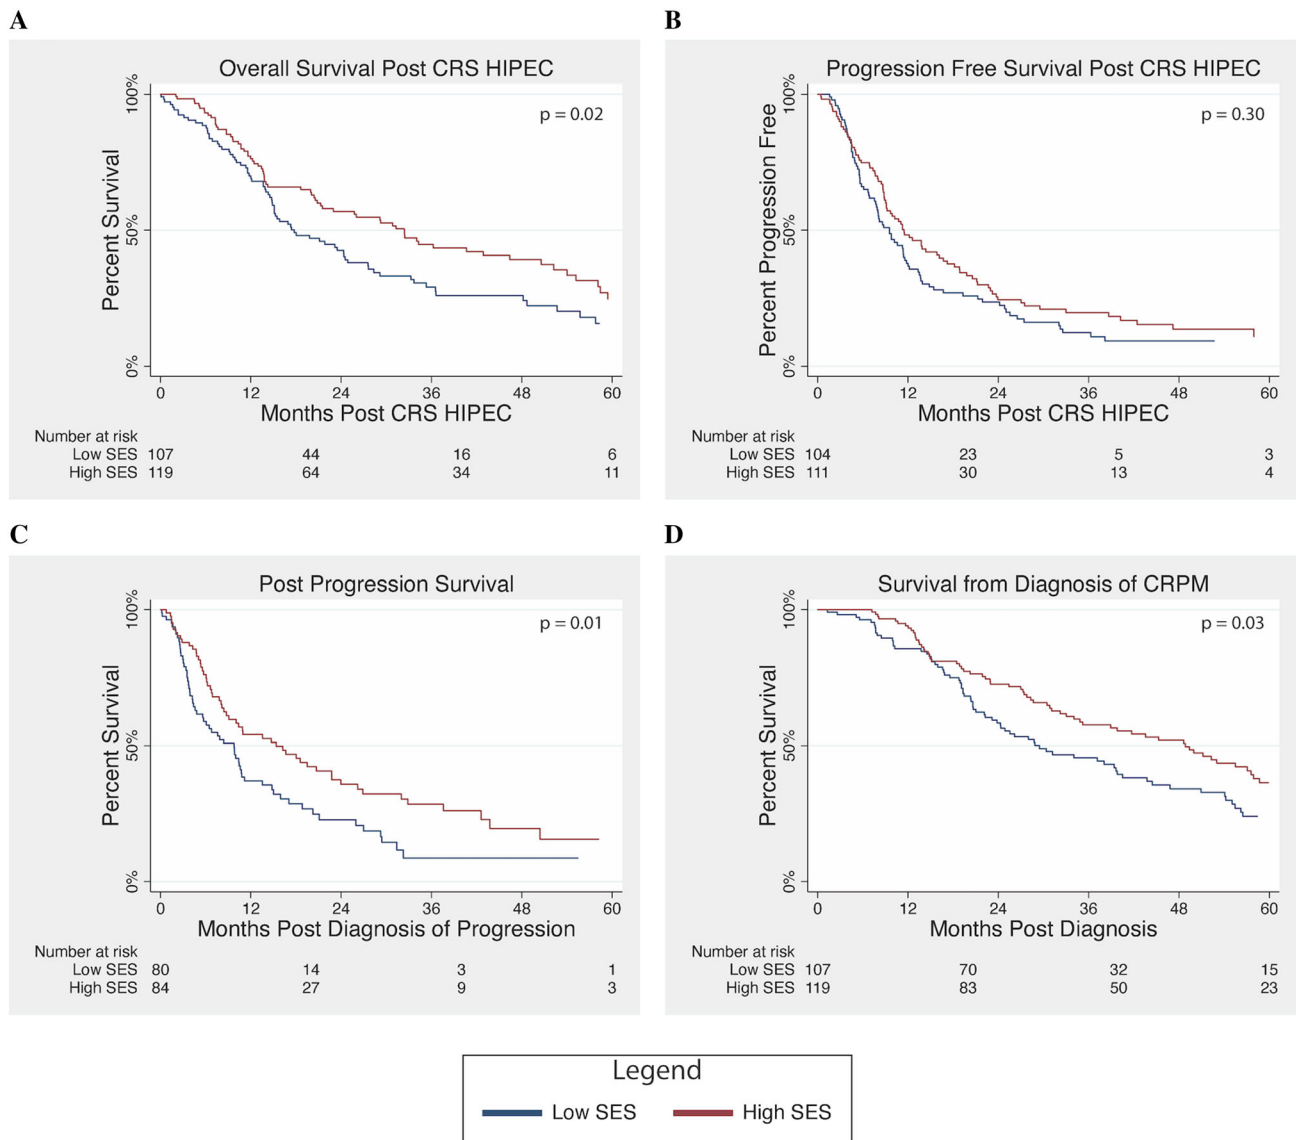 A
Overall Survival Post CRS HIPEC
p = 0.02
100%
50%
0%
Percent Survival
0 12 24 36 48 60
Months Post CRS HIPEC
Number at risk
Low SES 107 44 16 6
High SES 119 64 34 11
B
Progression Free Survival Post CRS HIPEC
p = 0.30
100%
50%
0%
Percent Progression Free
0 12 24 36 48 60
Months Post CRS HIPEC
Number at risk
Low SES 104 23 5 3
High SES 111 30 13 4
C
Post Progression Survival
p = 0.01
100%
50%
0%
Percent Survival
0 12 24 36 48 60
Months Post Diagnosis of Progression
Number at risk
Low SES 80 14 3 1
High SES 84 27 9 3
D
Survival from Diagnosis of CRPM
p = 0.03
100%
50%
0%
Percent Survival
0 12 24 36 48 60
Months Post Diagnosis
Number at risk
Low SES 107 70 32 15
High SES 119 83 50 23
Legend
Low SES High SES